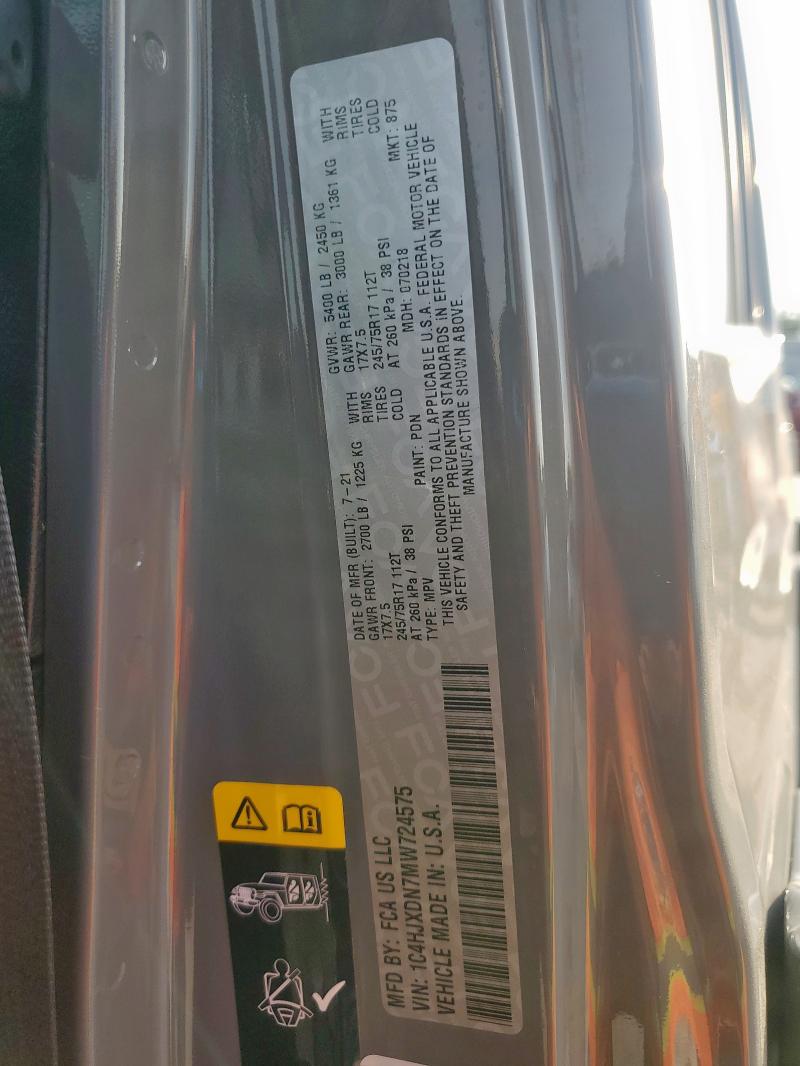 MFD BY: FCA US LLC
VIN: 1C4HJXDN7MW724575
VEHICLE MADE IN: U.S.A.
DATE OF MFR (BUILT): 7-21 GVWR: 5400 LB / 2450 KG
GAWR FRONT: 2700 LB / 1225 KG WITH GAWR REAR: 3000 LB / 1361 KG WITH
17X7.5 RIMS 17X7.5 RIMS
245/75R17 112T TIRES 245/75R17 112T TIRES
AT 260 kPa / 38 PSI COLD AT 260 kPa / 38 PSI COLD
TYPE: MPV PAINT: PDN MDH: 070218 MKT: 875
THIS VEHICLE CONFORMS TO ALL APPLICABLE U.S.A. FEDERAL MOTOR VEHICLE
SAFETY AND THEFT PREVENTION STANDARDS IN EFFECT ON THE DATE OF
MANUFACTURE SHOWN ABOVE.